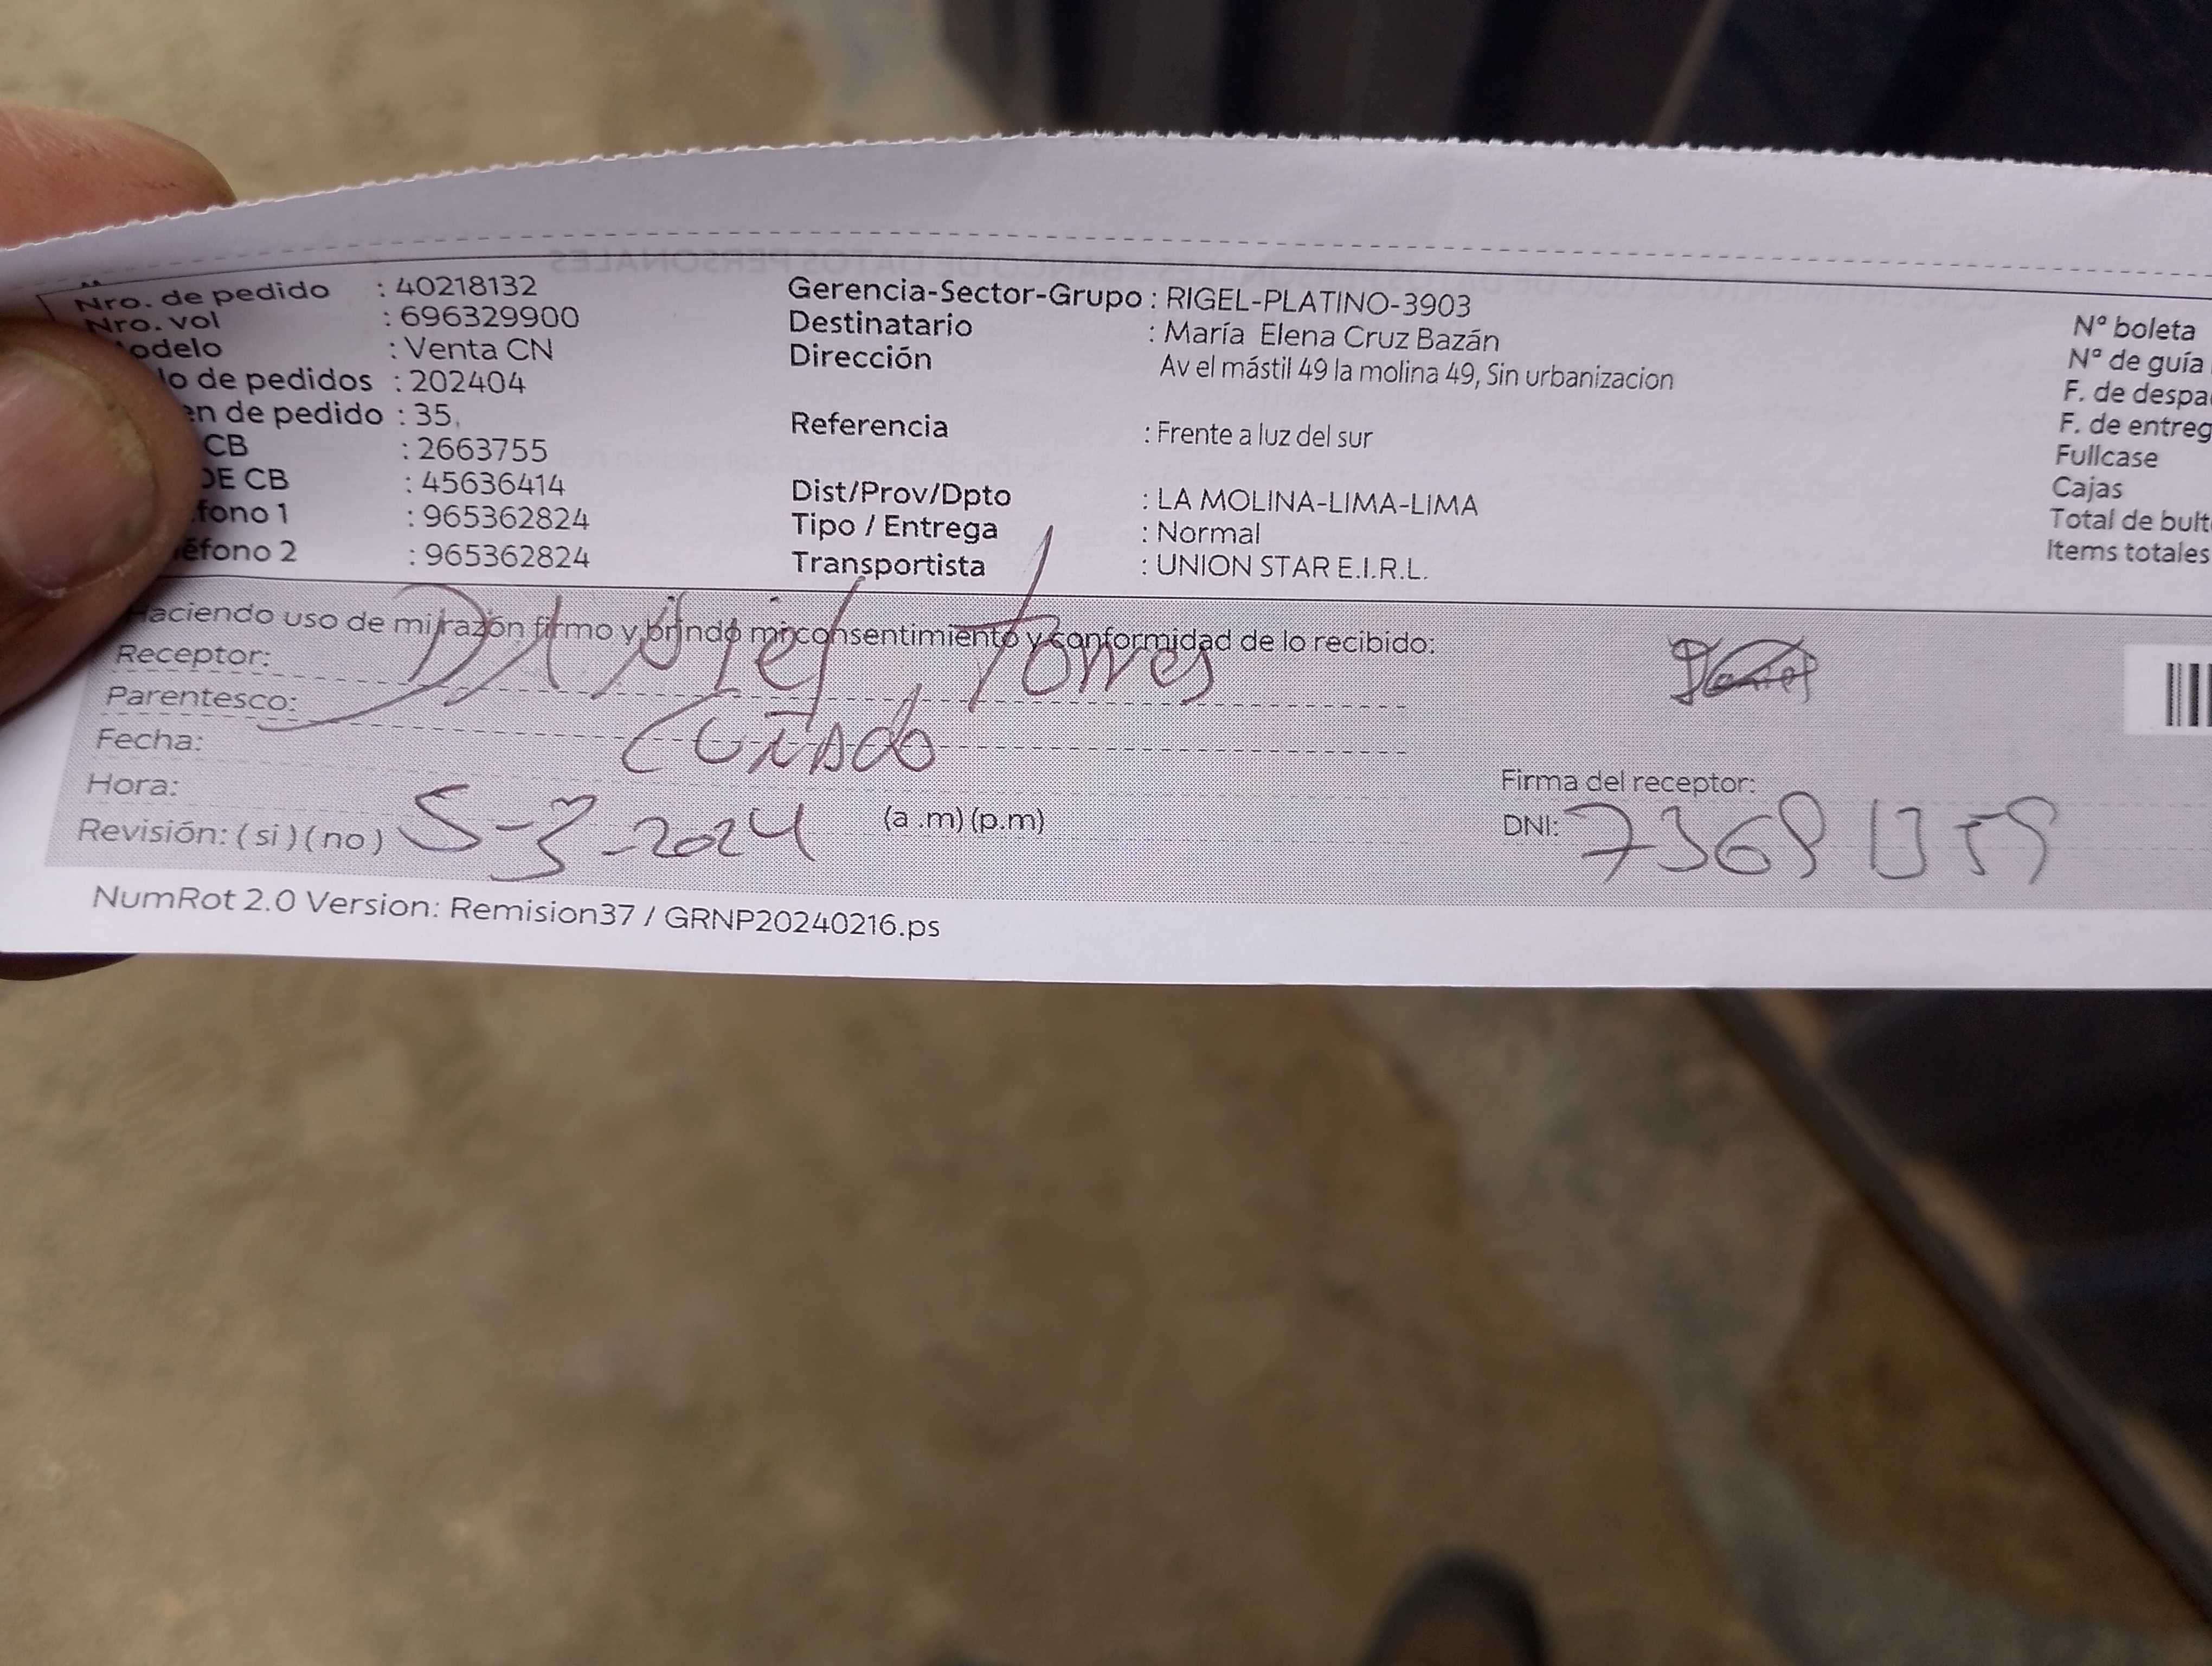 Nro. de pedido : 40218132
Nro. vol : 696329900
odelo : Venta CN
lo de pedidos : 202404
en de pedido : 35,
CB : 2663755
DE CB : 45636414
fono 1 : 965362824
éfono 2 : 965362824
Gerencia-Sector-Grupo : RIGEL-PLATINO-3903
Destinatario : María Elena Cruz Bazán
Dirección Av el mástil 49 la molina 49, Sin urbanizacion
Referencia : Frente a luz del sur
Dist/Prov/Dpto : LA MOLINA-LIMA-LIMA
Tipo / Entrega : Normal
Transportista : UNION STAR E.I.R.L.
N° boleta
N° de guía
F. de despa
F. de entreg
Fullcase
Cajas
Total de bult
Items totales
Haciendo uso de mi razón firmo y brindo mi consentimiento y conformidad de lo recibido:
Receptor: DANiel Torres
Parentesco: CuñAdo
Fecha:
Hora: (a .m) (p.m)
Revisión: ( si ) ( no ) 5-3-2024
Firma del receptor:
DNI:
NumRot 2.0 Version: Remision37 / GRNP20240216.ps